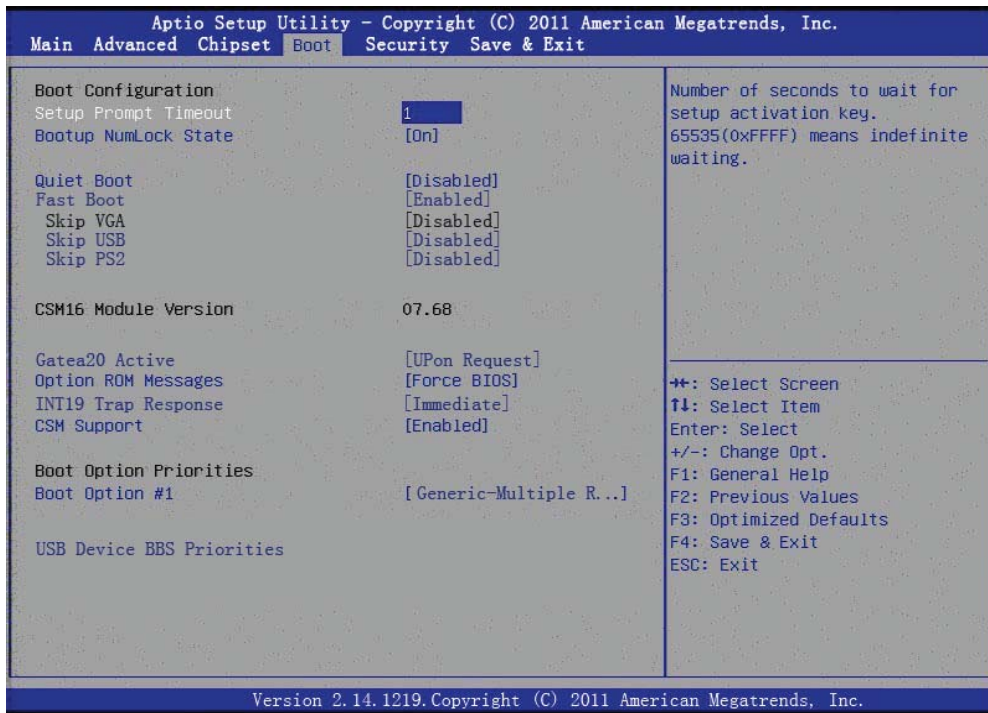 Aptio Setup Utility - Copyright (C) 2011 American Megatrends, Inc.
Main Advanced Chipset Boot Security Save & Exit
Boot Configuration
Setup Prompt Timeout 1
Bootup NumLock State [On]
Quiet Boot [Disabled]
Fast Boot [Enabled]
Skip VGA [Disabled]
Skip USB [Disabled]
Skip PS2 [Disabled]
CSM16 Module Version 07.68
Gatea20 Active [UPon Request]
Option ROM Messages [Force BIOS]
INT19 Trap Response [Immediate]
CSM Support [Enabled]
Boot Option Priorities
Boot Option #1 [Generic-Multiple R...]
USB Device BBS Priorities
Number of seconds to wait for
setup activation key.
65535(0xFFFF) means indefinite
waiting.
→←: Select Screen
↑↓: Select Item
Enter: Select
+/-: Change Opt.
F1: General Help
F2: Previous Values
F3: Optimized Defaults
F4: Save & Exit
ESC: Exit
Version 2.14.1219.Copyright (C) 2011 American Megatrends, Inc.